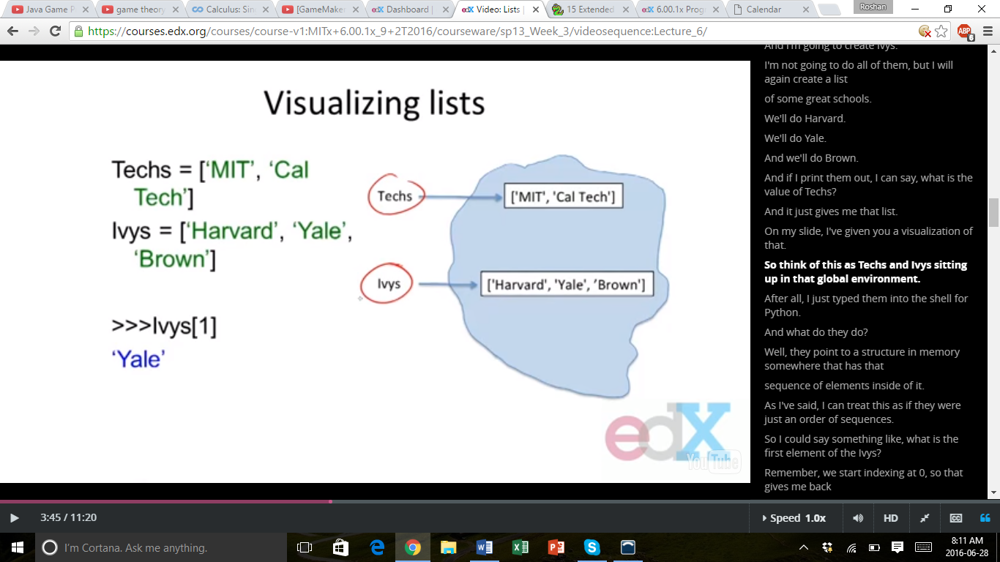 Java Game P
game theory
Calculus: Sin
[GameMaker
edX Dashboard |
edX Video: Lists |
15 Extended
edX 6.00.1x Prog
Calendar
Roshan
https://courses.edx.org/courses/course-v1:MITx+6.00.1x_9+2T2016/courseware/sp13_Week_3/videosequence:Lecture_6/
ABP
6
Visualizing lists
Techs = [‘MIT’, ‘Cal
Tech’]
Ivys = [‘Harvard’, ‘Yale’,
‘Brown’]
>>>Ivys[1]
‘Yale’
Techs
['MIT', 'Cal Tech']
Ivys
['Harvard', 'Yale', ’Brown']
edX
YouTube
And I'm going to create Ivys.
I'm not going to do all of them, but I will
again create a list
of some great schools.
We'll do Harvard.
We'll do Yale.
And we'll do Brown.
And if I print them out, I can say, what is the
value of Techs?
And it just gives me that list.
On my slide, I've given you a visualization of
that.
So think of this as Techs and Ivys sitting
up in that global environment.
After all, I just typed them into the shell for
Python.
And what do they do?
Well, they point to a structure in memory
somewhere that has that
sequence of elements inside of it.
As I've said, I can treat this as if they were
just an order of sequences.
So I could say something like, what is the
first element of the Ivys?
Remember, we start indexing at 0, so that
gives me back
3:45 / 11:20
Speed 1.0x
HD
CC
I'm Cortana. Ask me anything.
8:11 AM
2016-06-28